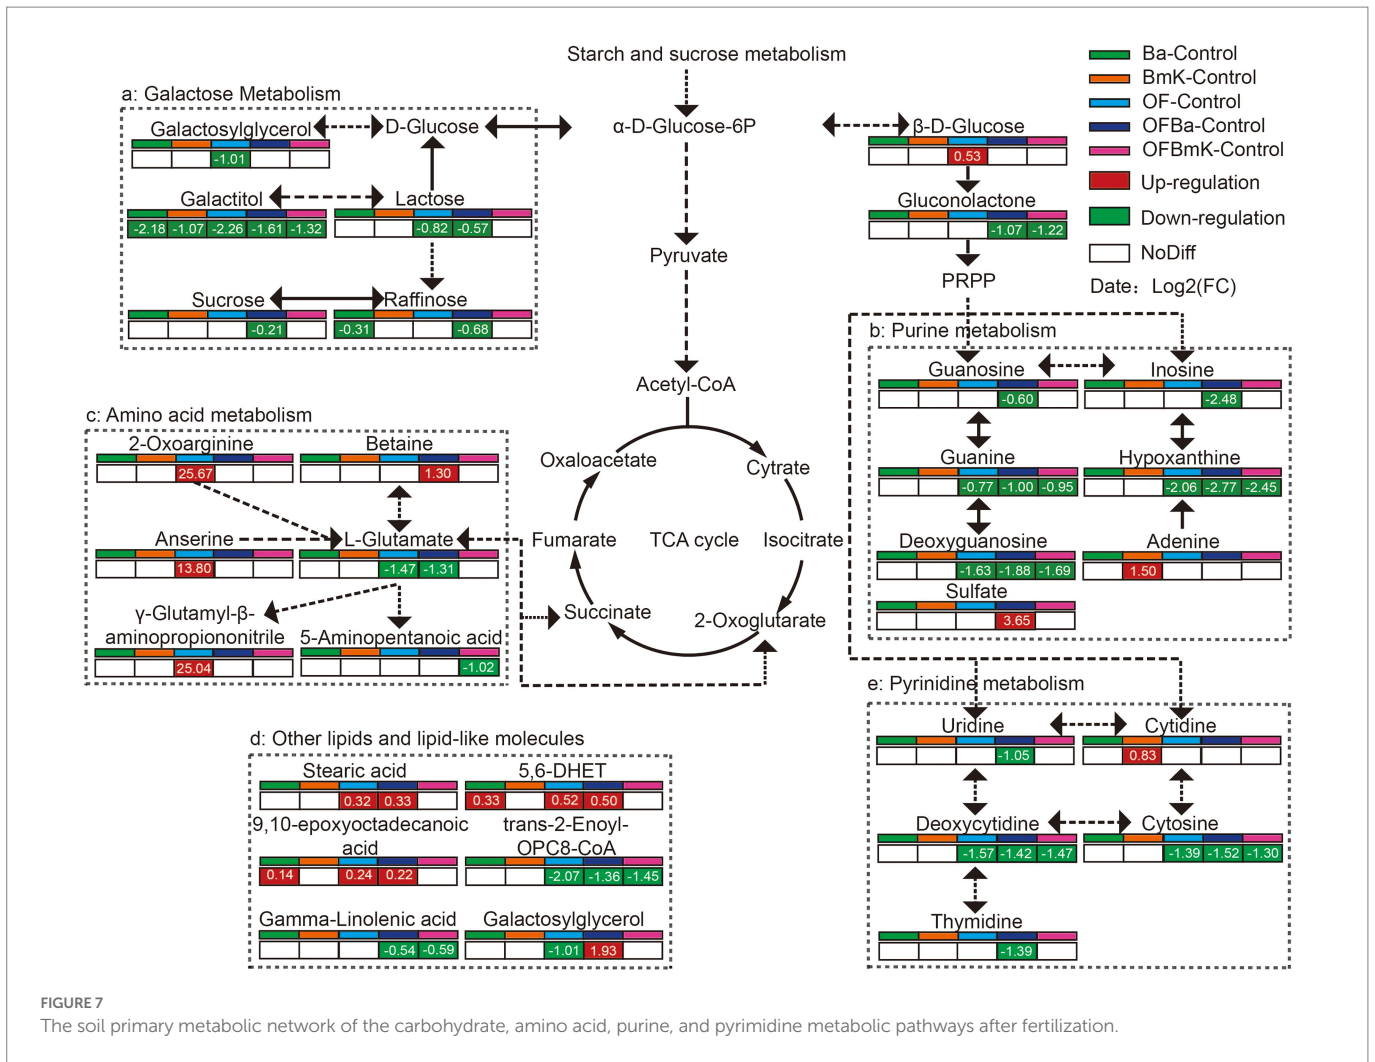 Starch and sucrose metabolism
Ba-Control
BmK-Control
OF-Control
OFBa-Control
OFBmK-Control
Up-regulation
Down-regulation
NoDiff
Date: Log2(FC)
a: Galactose Metabolism
Galactosylglycerol
D-Glucose
-1.01
Galactitol
Lactose
-2.18 -1.07 -2.26 -1.61 -1.32
-0.82 -0.57
Sucrose
Raffinose
-0.21
-0.31 -0.68
α-D-Glucose-6P
Pyruvate
Acetyl-CoA
β-D-Glucose
0.53
Gluconolactone
-1.07 -1.22
PRPP
b: Purine metabolism
Guanosine
Inosine
-0.60
-2.48
Guanine
Hypoxanthine
-0.77 -1.00 -0.95
-2.06 -2.77 -2.45
Deoxyguanosine
Adenine
-1.63 -1.88 -1.69
1.50
Sulfate
3.65
c: Amino acid metabolism
2-Oxoarginine
Betaine
25.67
1.30
Anserine
L-Glutamate
13.80
-1.47 -1.31
γ-Glutamyl-β-
aminopropiononitrile
5-Aminopentanoic acid
25.04
-1.02
Oxaloacetate
Cytrate
Fumarate
TCA cycle
Isocitrate
Succinate
2-Oxoglutarate
e: Pyrinidine metabolism
Uridine
Cytidine
-1.05
0.83
Deoxycytidine
Cytosine
-1.57 -1.42 -1.47
-1.39 -1.52 -1.30
Thymidine
-1.39
d: Other lipids and lipid-like molecules
Stearic acid
5,6-DHET
0.32 0.33
0.33 0.52 0.50
9,10-epoxyoctadecanoic
acid
trans-2-Enoyl-
OPC8-CoA
0.14 0.24 0.22
-2.07 -1.36 -1.45
Gamma-Linolenic acid
Galactosylglycerol
-0.54 -0.59
-1.01 1.93
FIGURE 7
The soil primary metabolic network of the carbohydrate, amino acid, purine, and pyrimidine metabolic pathways after fertilization.